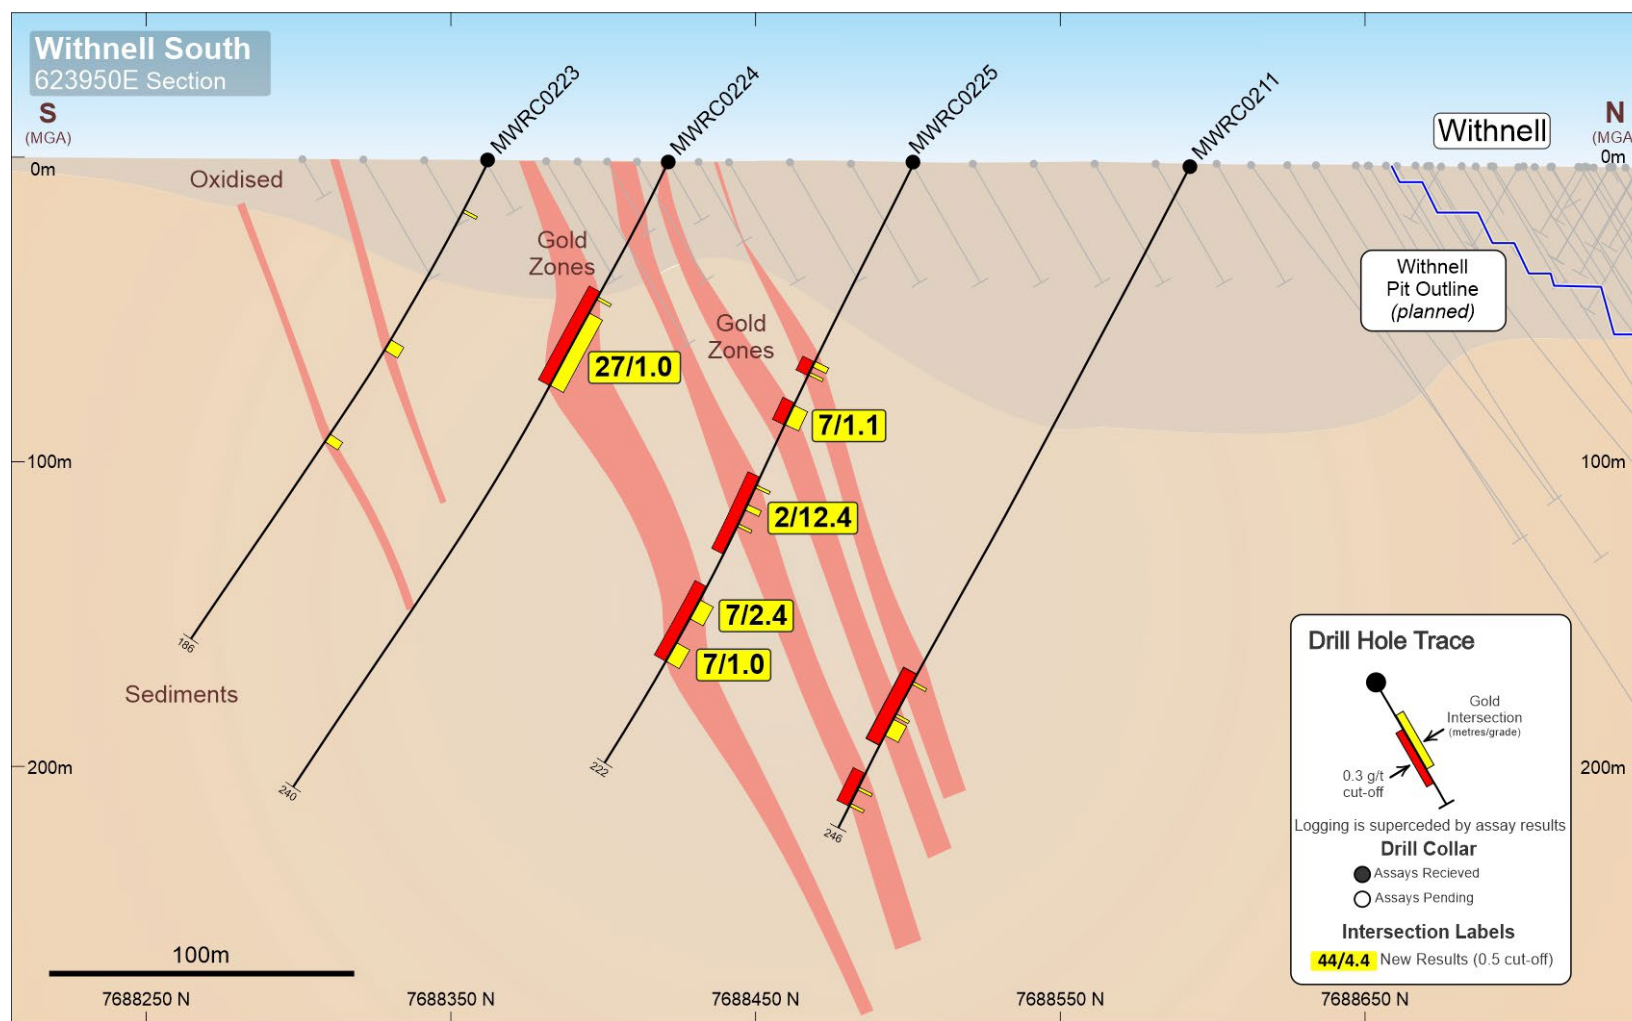 Withnell South
623950E Section
S
(MGA)
N
(MGA
0m
0m
MWRC0223
MWRC0224
MWRC0225
MWRC0211
Withnell
Oxidised
Gold
Zones
Gold
Zones
Withnell
Pit Outline
(planned)
27/1.0
7/1.1
2/12.4
7/2.4
7/1.0
100m
100m
186
240
222
246
Sediments
200m
200m
Drill Hole Trace
Gold
Intersection
(metres/grade)
0.3 g/t
cut-off
Logging is superceded by assay results
Drill Collar
Assays Recieved
Assays Pending
Intersection Labels
44/4.4 New Results (0.5 cut-off)
100m
7688250 N
7688350 N
7688450 N
7688550 N
7688650 N